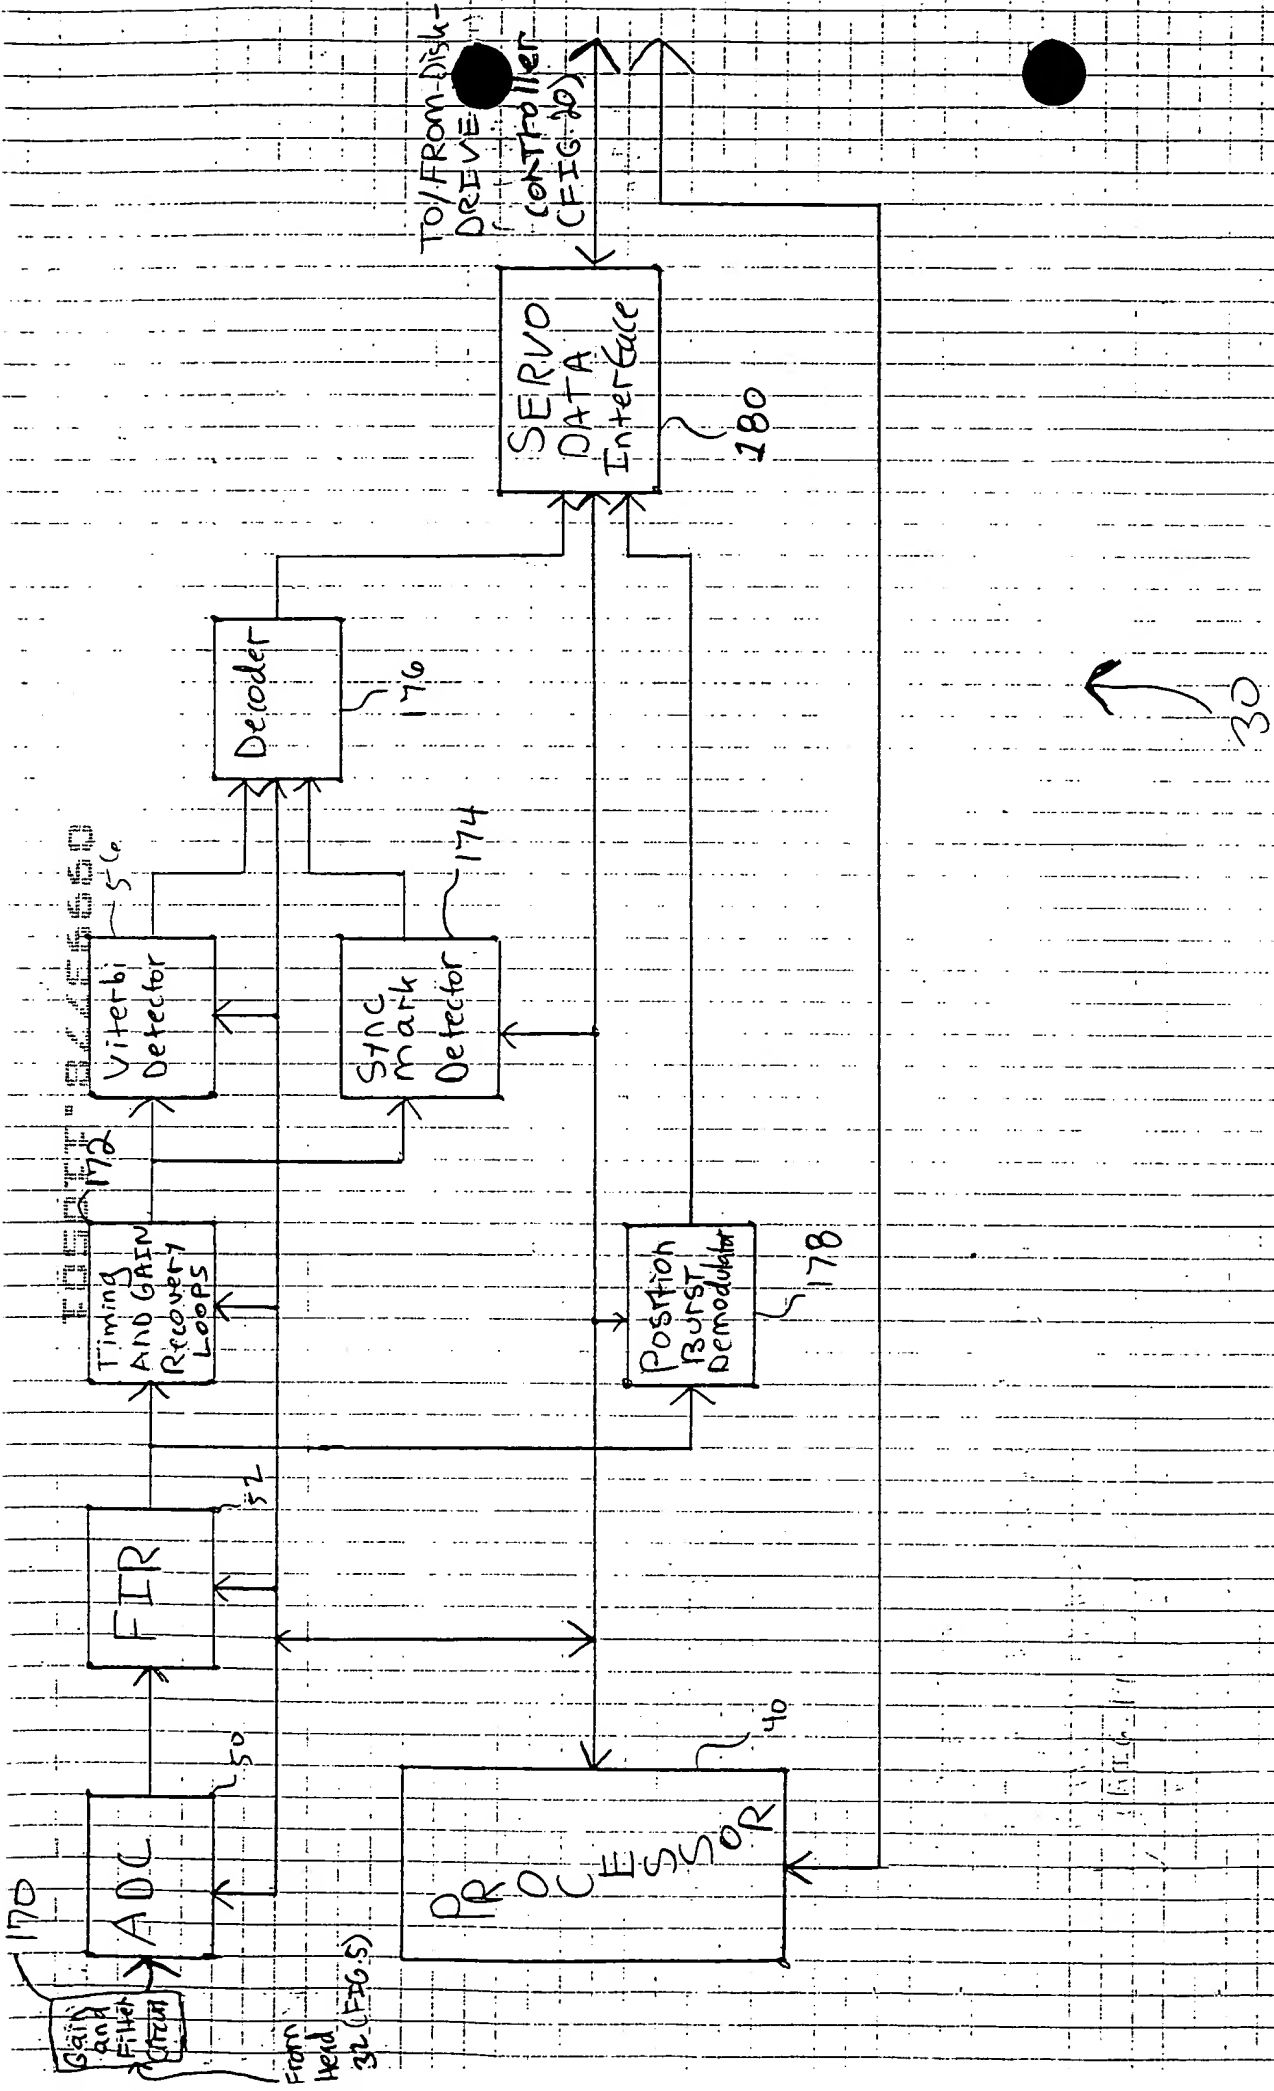 170
Gain
and
Filter
Circuit
From
Head
32 (FIG.5)
ADC
50
FIR
52
Timing
AND GAIN
Recovery
LOOPS
172
Viterbi
Detector
56
Sync
mark
Detector
174
Decoder
176
Position
Burst
Demodulator
178
SERVO
DATA
Interface
180
TO/FROM Disk-
DRIVE
controller
(FIG. 20)
PROCESSOR
40
30